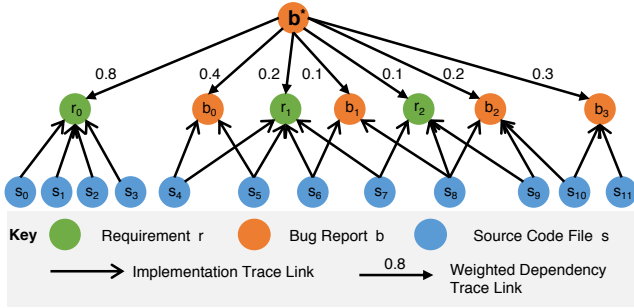 b*
0.8 0.4 0.2 0.1 0.1 0.2 0.3
r0 b0 r1 b1 r2 b2 b3
s0 s1 s2 s3 s4 s5 s6 s7 s8 s9 s10 s11
Key Requirement r Bug Report b Source Code File s
Implementation Trace Link 0.8 Weighted Dependency
Trace Link